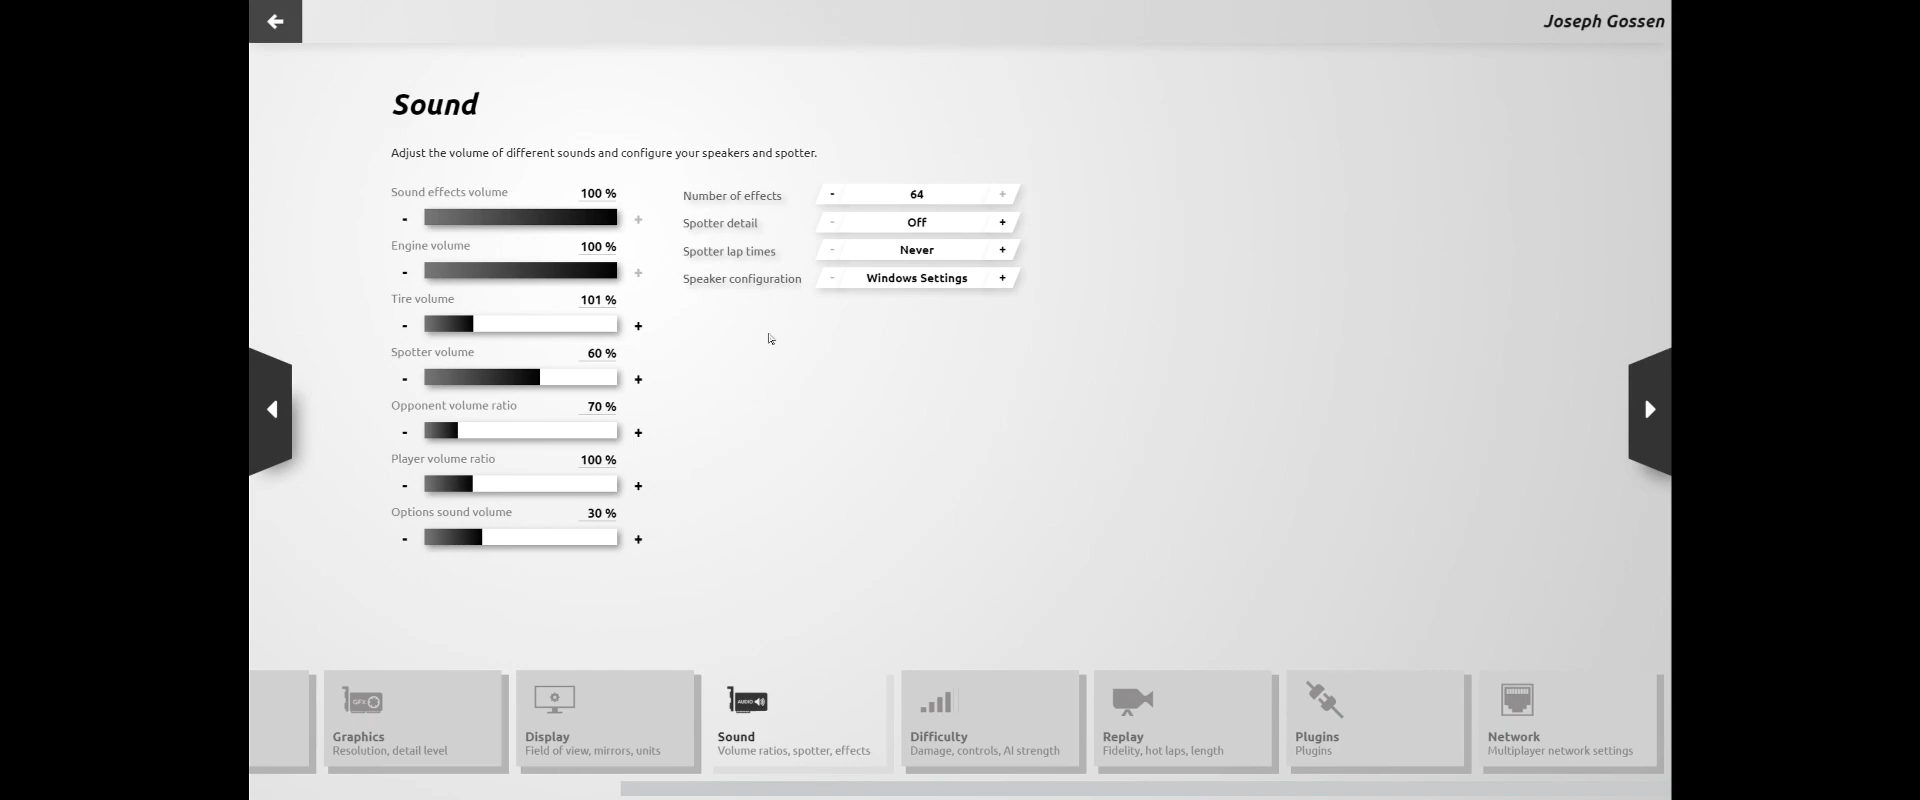 Joseph Gossen
Sound
Adjust the volume of different sounds and configure your speakers and spotter.
Sound effects volume 100 %
- +
Engine volume 100 %
- +
Tire volume 101 %
- +
Spotter volume 60 %
- +
Opponent volume ratio 70 %
- +
Player volume ratio 100 %
- +
Options sound volume 30 %
- +
Number of effects - 64 +
Spotter detail - Off +
Spotter lap times - Never +
Speaker configuration - Windows Settings +
GFX
Graphics
Resolution, detail level
Display
Field of view, mirrors, units
AUDIO
Sound
Volume ratios, spotter, effects
Difficulty
Damage, controls, AI strength
Replay
Fidelity, hot laps, length
Plugins
Plugins
Network
Multiplayer network settings